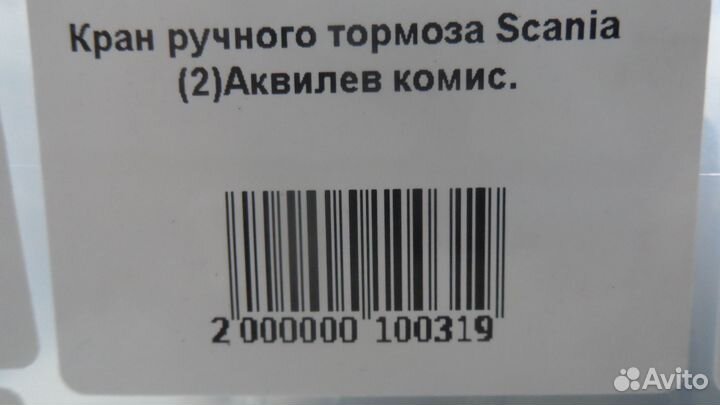 Кран ручного тормоза Scania
(2)Аквилев комис.
2 000000 100319
Avito